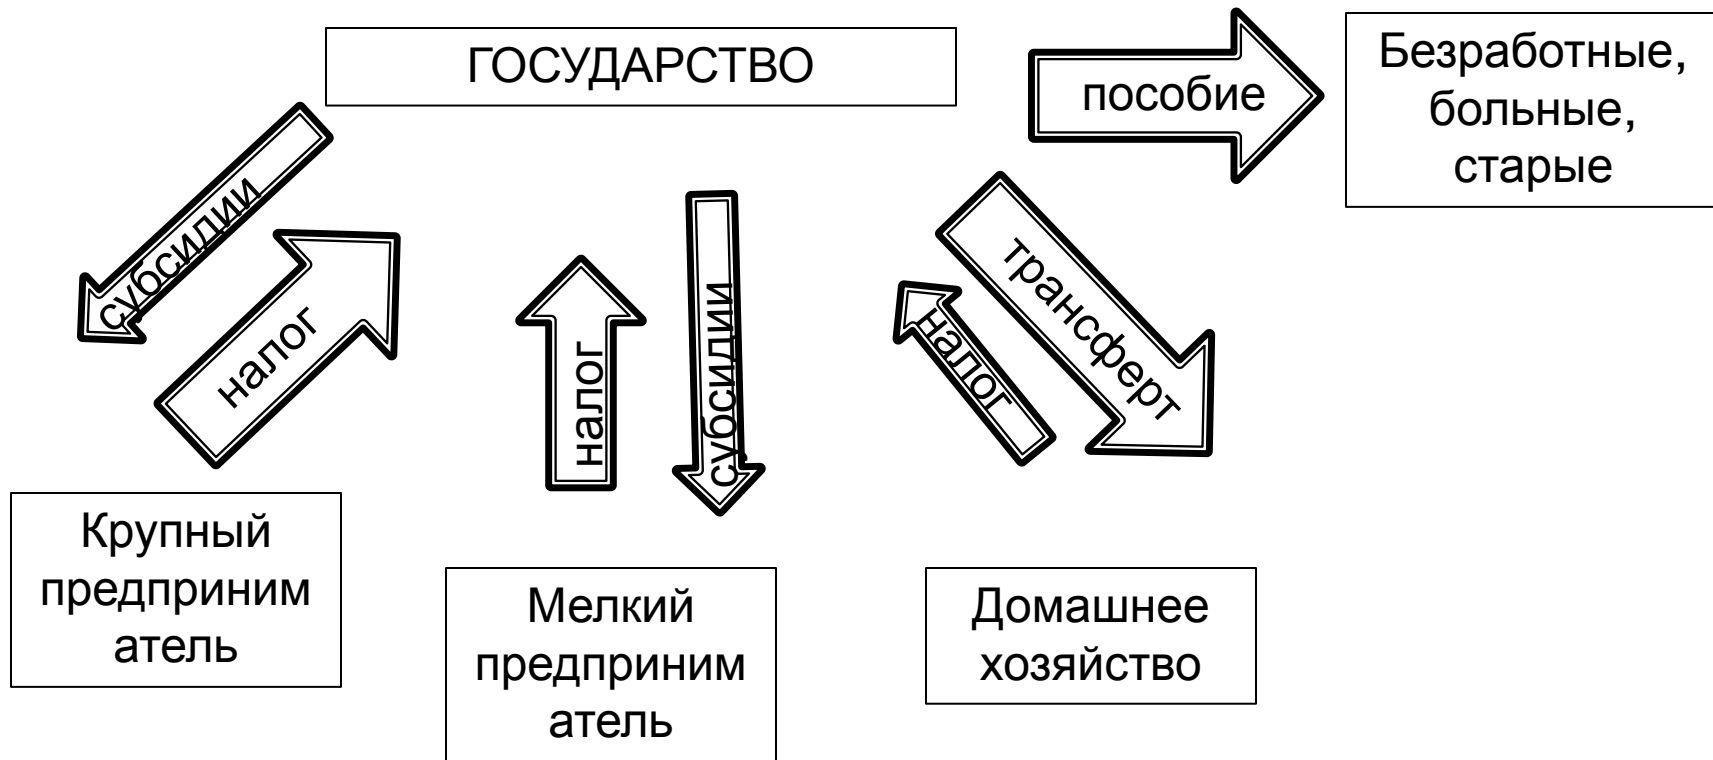 ГОСУДАРСТВО
пособие
Безработные,
больные,
старые
субсидии
налог
налог
субсидии
налог
трансферт
Крупный
предприним
атель
Мелкий
предприним
атель
Домашнее
хозяйство